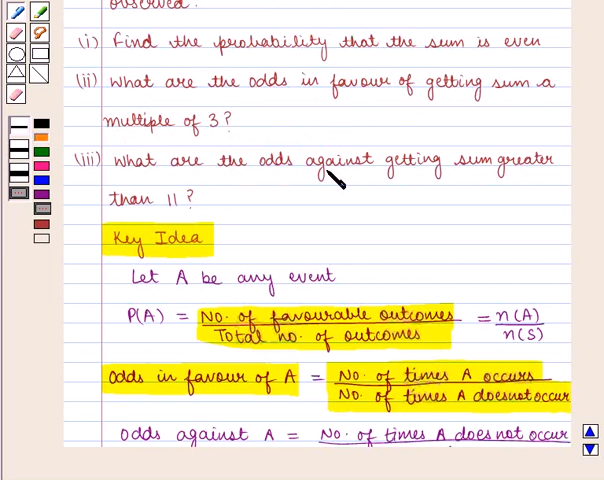 observed.
(i) Find the probability that the sum is even
(ii) What are the odds in favour of getting sum a
multiple of 3?
(iii) What are the odds against getting sum greater
than 11?
Key Idea
Let A be any event
P(A) = No. of favourable outcomes / Total no. of outcomes = n(A) / n(S)
Odds in favour of A = No. of times A occurs / No. of times A does not occur
Odds against A = No. of times A does not occur